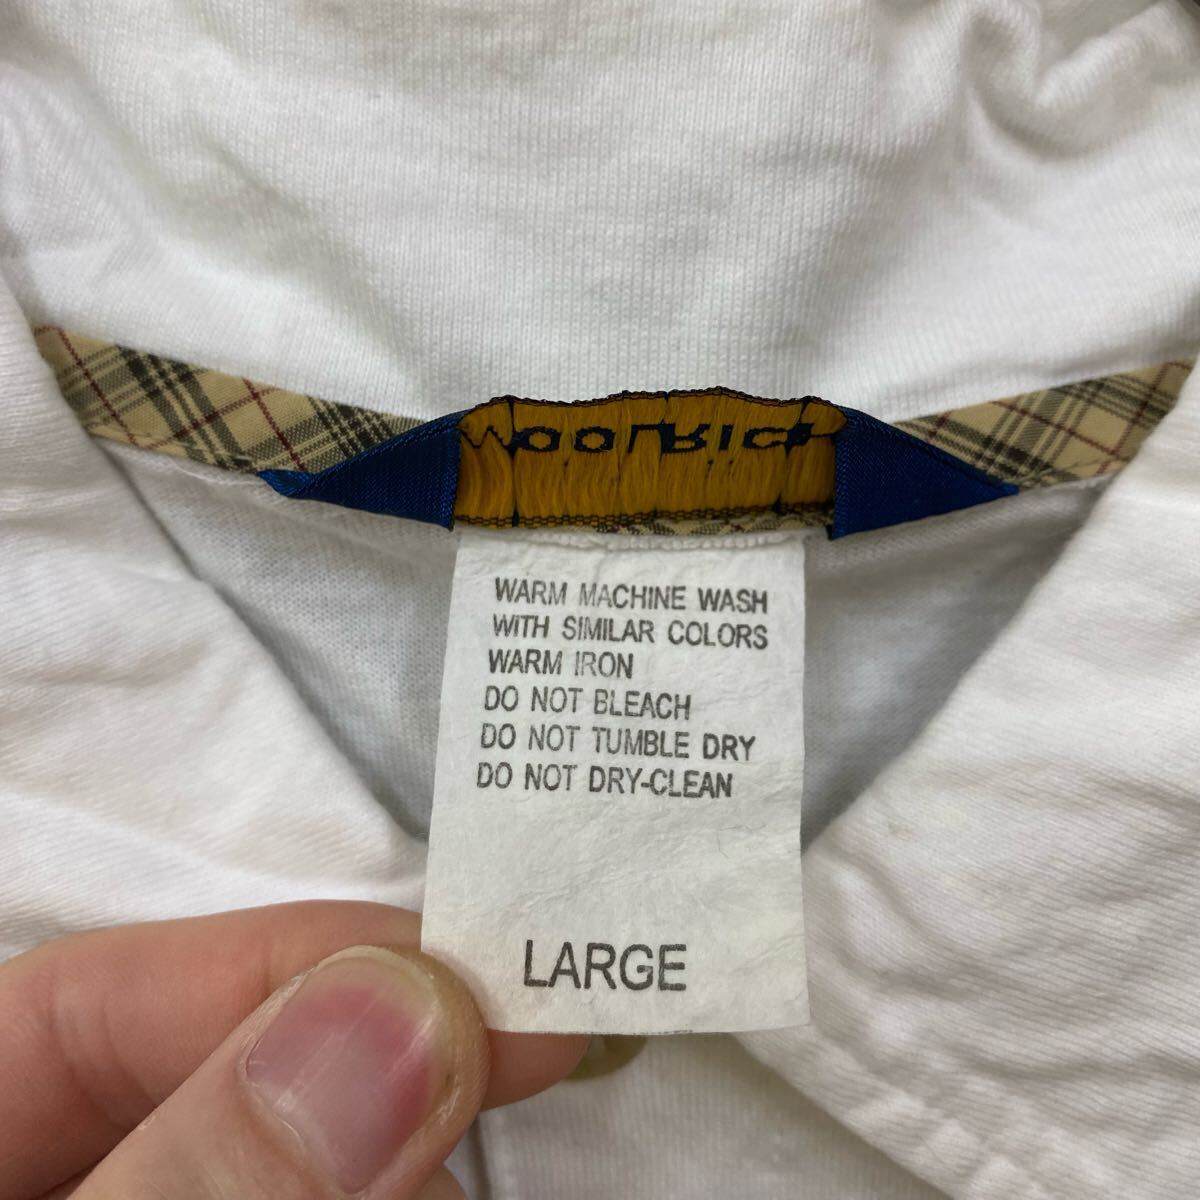 WOOLRICH
WARM MACHINE WASH
WITH SIMILAR COLORS
WARM IRON
DO NOT BLEACH
DO NOT TUMBLE DRY
DO NOT DRY-CLEAN
LARGE